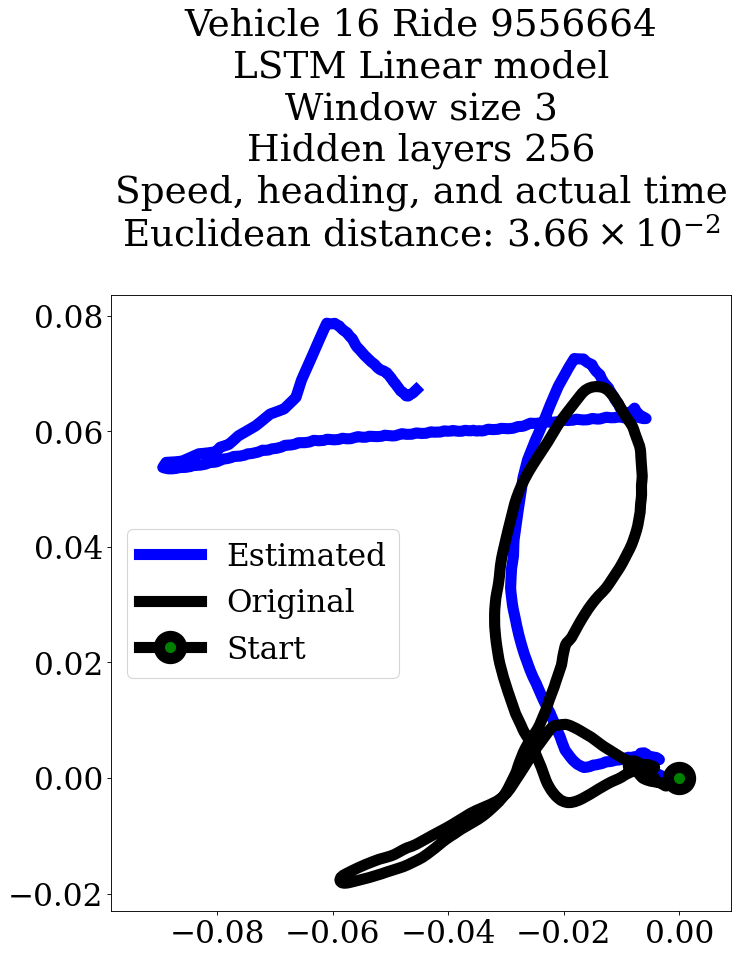 Vehicle 16 Ride 9556664
LSTM Linear model
Window size 3
Hidden layers 256
Speed, heading, and actual time
Euclidean distance: 3.66 × 10⁻²
0.08
0.06
0.04
0.02
0.00
−0.02
Estimated
Original
Start
−0.08 −0.06 −0.04 −0.02 0.00